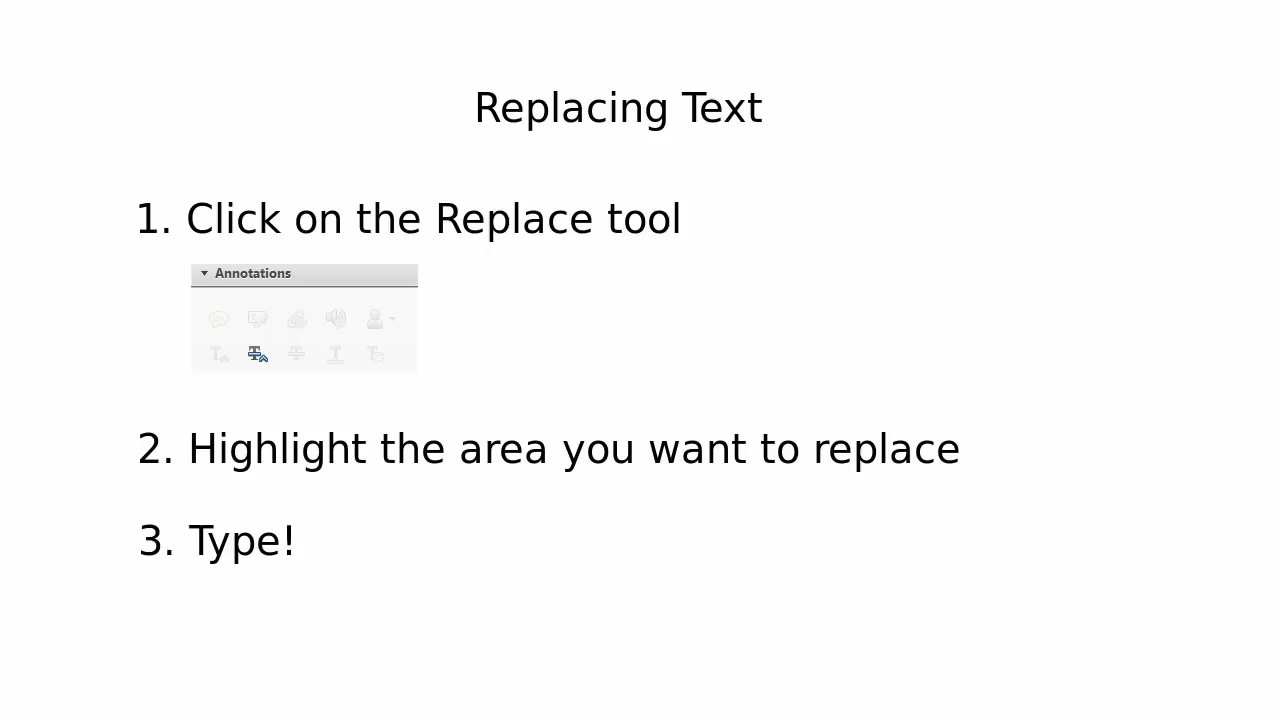 Replacing Text
1. Click on the Replace tool
Annotations
2. Highlight the area you want to replace
3. Type!